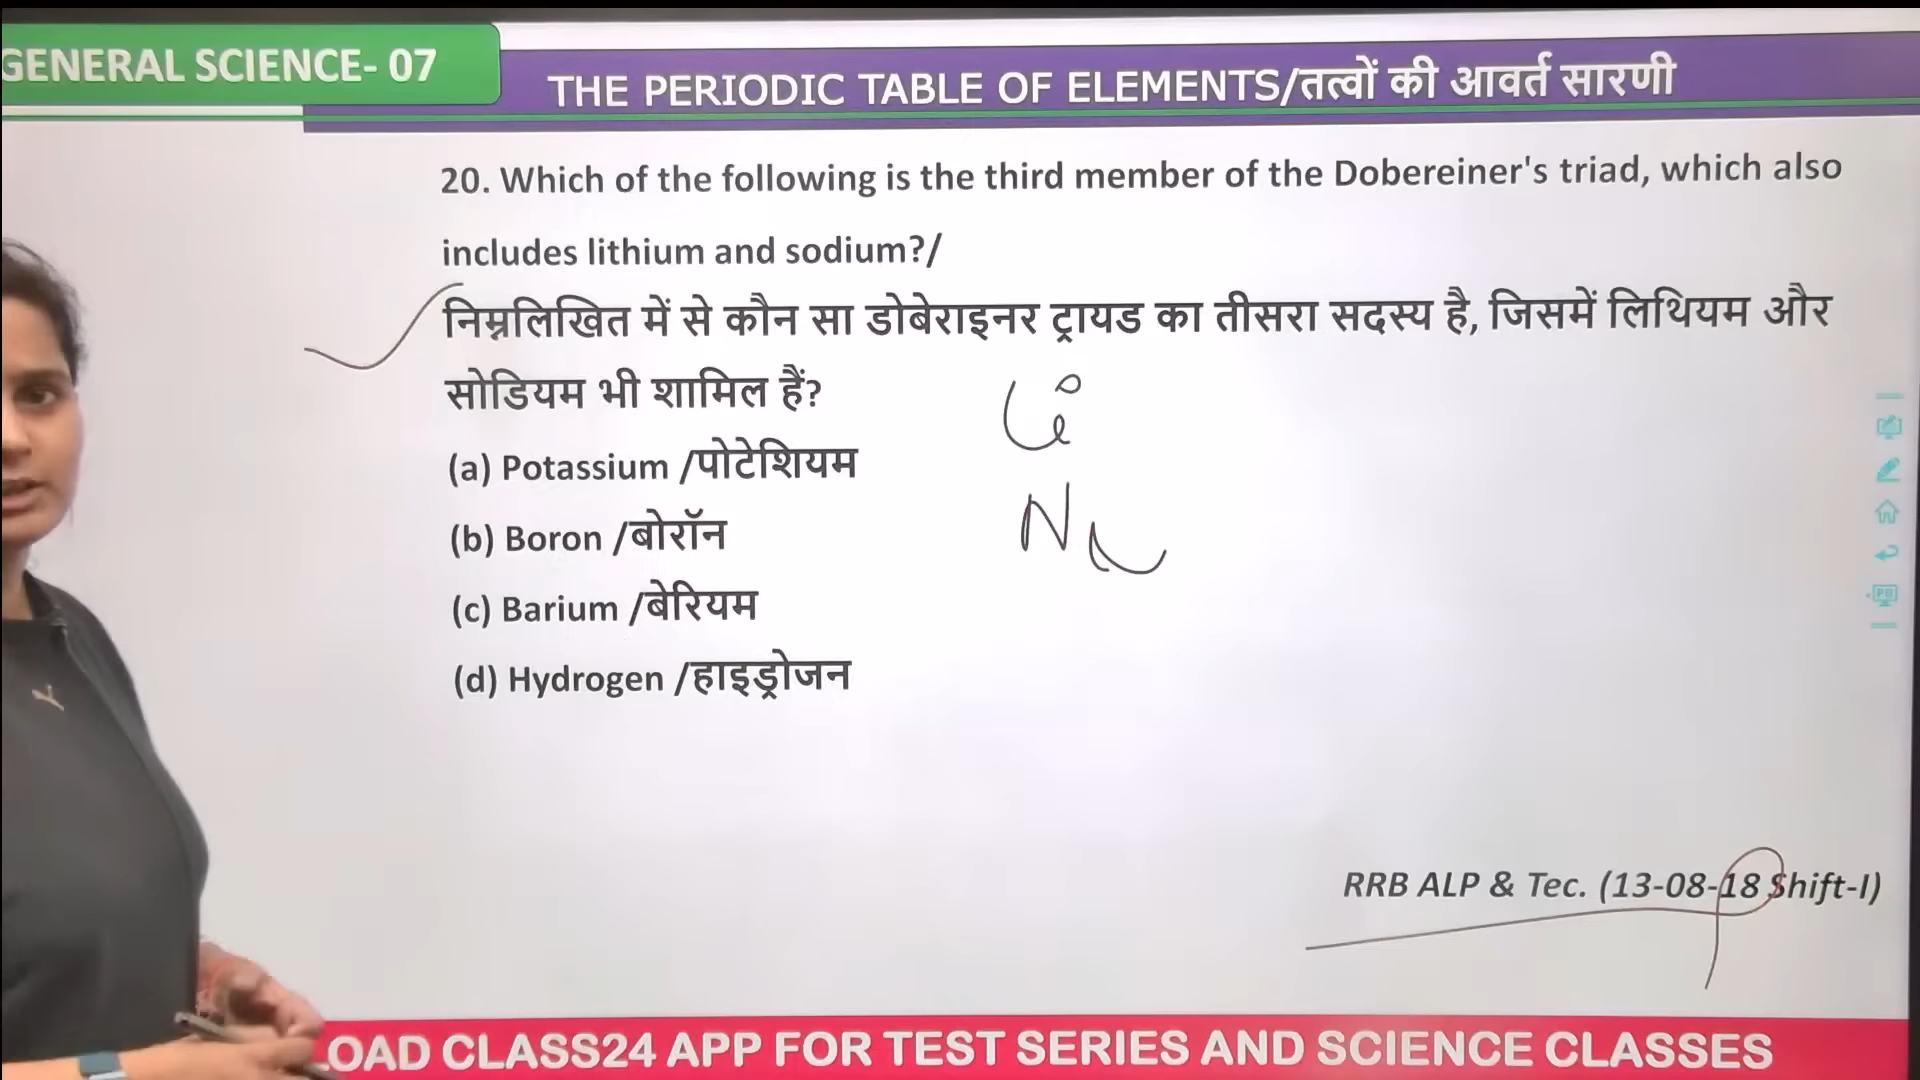 GENERAL SCIENCE- 07
THE PERIODIC TABLE OF ELEMENTS/तत्वों की आवर्त सारणी
20. Which of the following is the third member of the Dobereiner's triad, which also
includes lithium and sodium?/
निम्नलिखित में से कौन सा डोबेराइनर ट्रायड का तीसरा सदस्य है, जिसमें लिथियम और
सोडियम भी शामिल हैं?
(a) Potassium /पोटेशियम
(b) Boron /बोरॉन
(c) Barium /बेरियम
(d) Hydrogen /हाइड्रोजन
Li
Na
RRB ALP & Tec. (13-08-18 Shift-I)
LOAD CLASS24 APP FOR TEST SERIES AND SCIENCE CLASSES